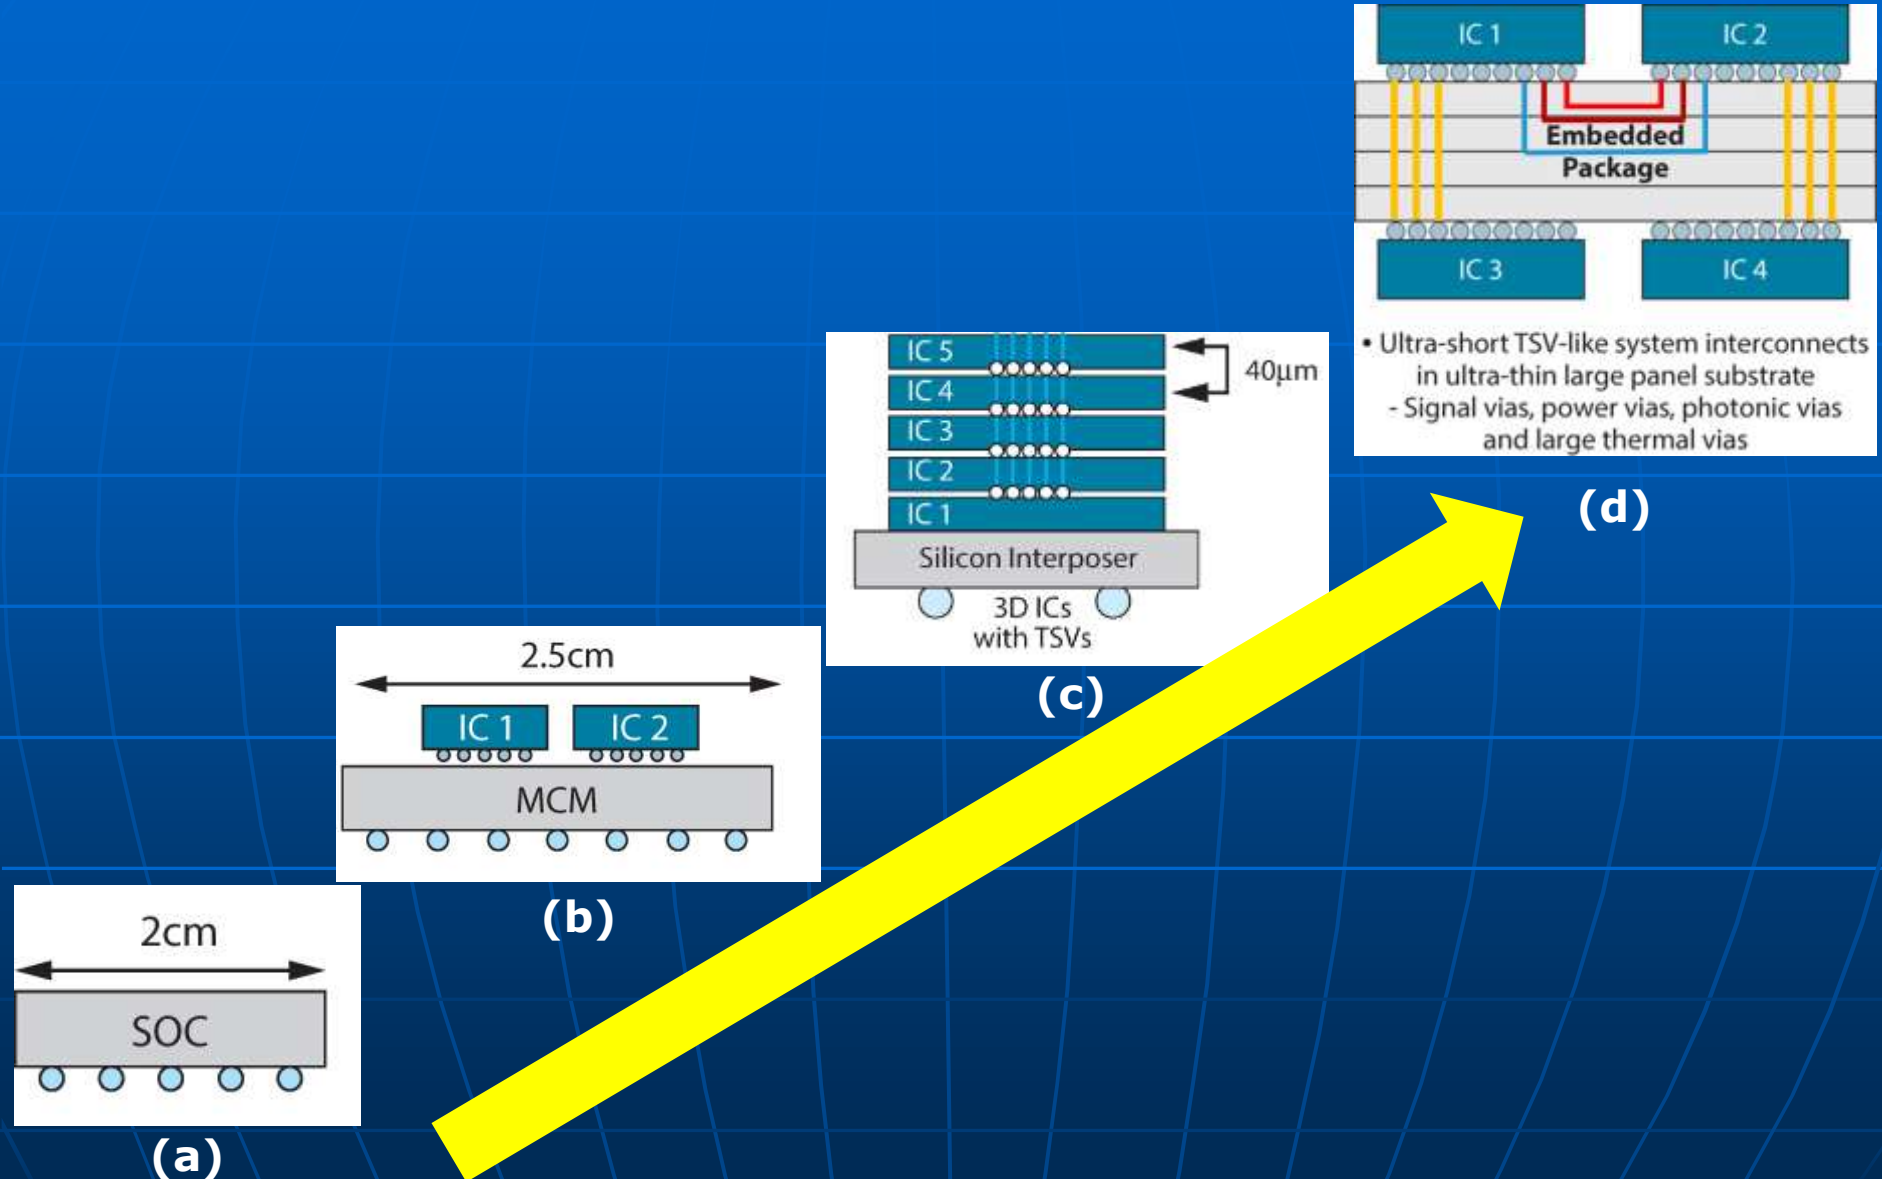 2cm
SOC
(a)
2.5cm
IC 1
IC 2
MCM
(b)
IC 5
IC 4
IC 3
IC 2
IC 1
40μm
Silicon Interposer
3D ICs
with TSVs
(c)
IC 1
IC 2
Embedded
Package
IC 3
IC 4
• Ultra-short TSV-like system interconnects
in ultra-thin large panel substrate
- Signal vias, power vias, photonic vias
and large thermal vias
(d)